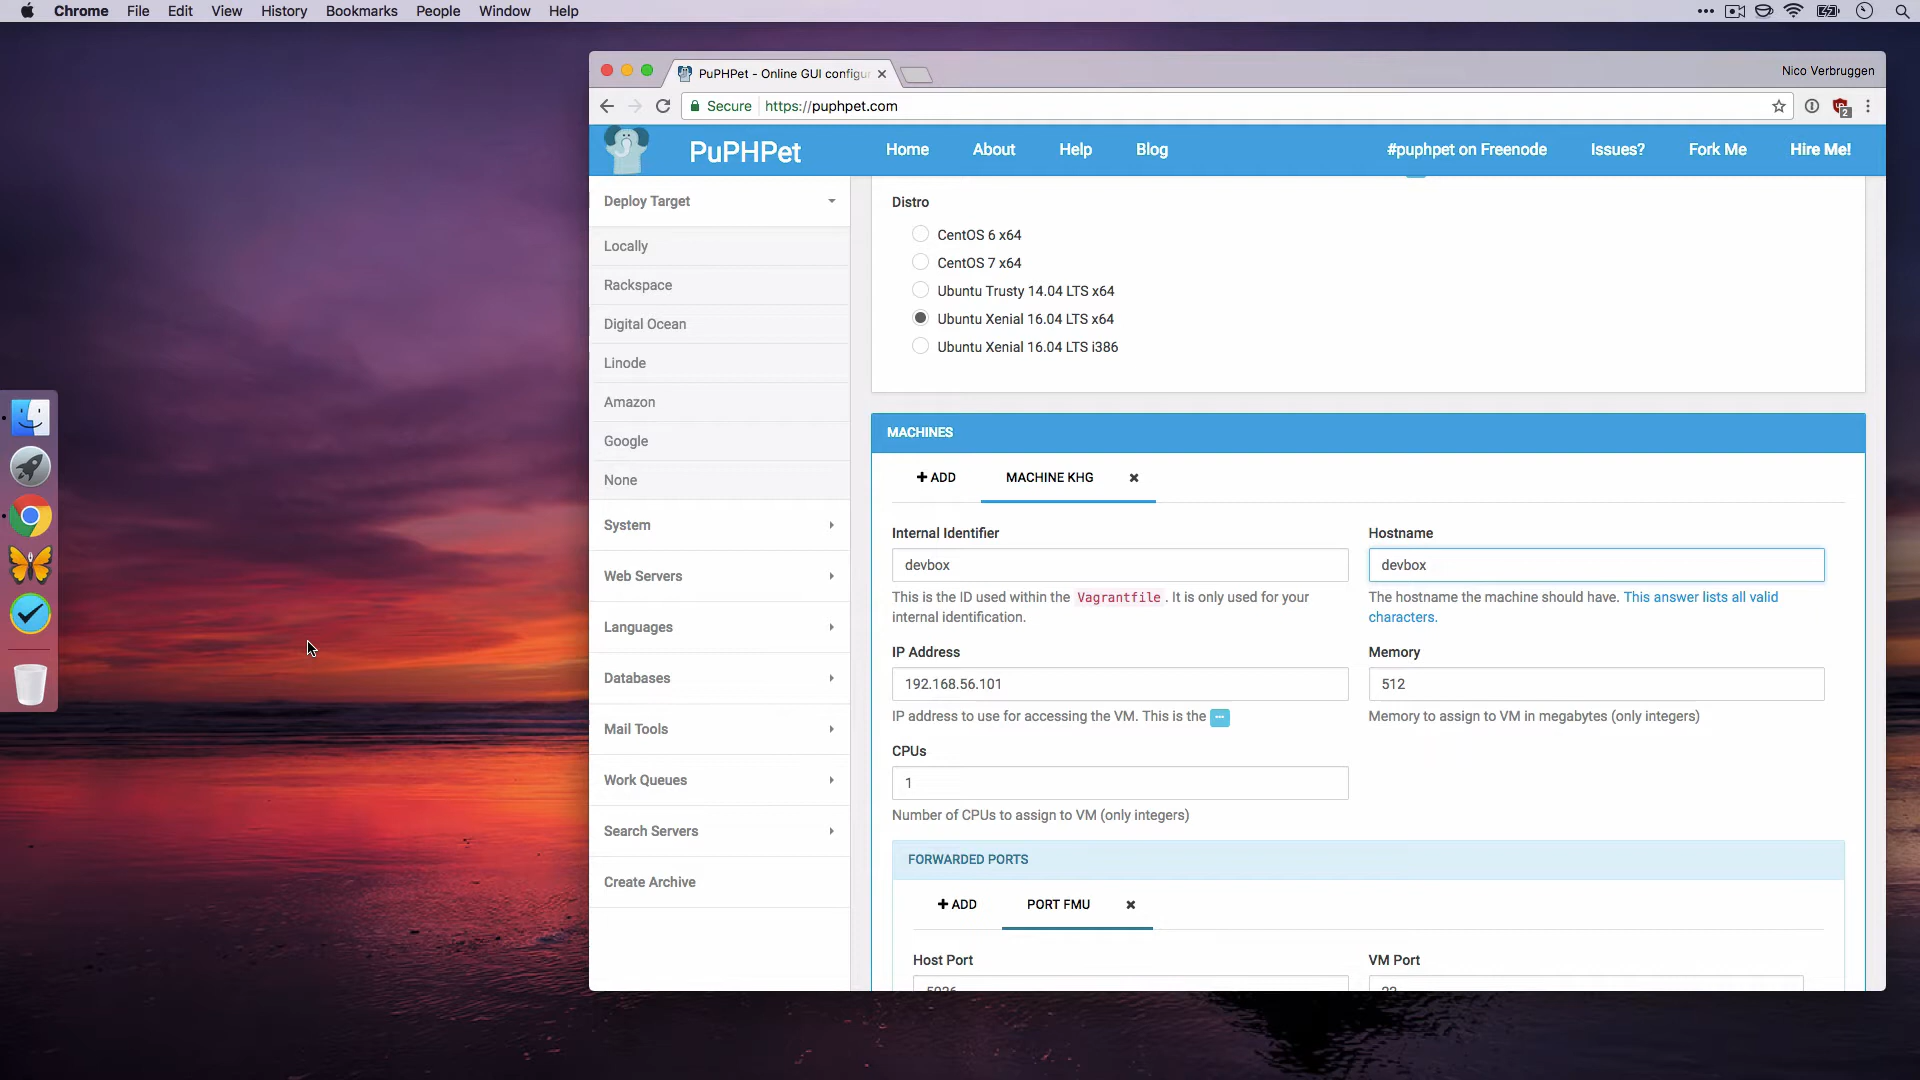 Chrome File Edit View History Bookmarks People Window Help
PuPHPet - Online GUI configur
Nico Verbruggen
Secure https://puphpet.com
2
PuPHPet
Home About Help Blog #puphpet on Freenode Issues? Fork Me Hire Me!
Deploy Target
Locally
Rackspace
Digital Ocean
Linode
Amazon
Google
None
System
Web Servers
Languages
Databases
Mail Tools
Work Queues
Search Servers
Create Archive
Distro
CentOS 6 x64
CentOS 7 x64
Ubuntu Trusty 14.04 LTS x64
Ubuntu Xenial 16.04 LTS x64
Ubuntu Xenial 16.04 LTS i386
MACHINES
ADD MACHINE KHG
Internal Identifier
devbox
This is the ID used within the Vagrantfile . It is only used for your
internal identification.
Hostname
devbox
The hostname the machine should have. This answer lists all valid
characters.
IP Address
192.168.56.101
IP address to use for accessing the VM. This is the
Memory
512
Memory to assign to VM in megabytes (only integers)
CPUs
1
Number of CPUs to assign to VM (only integers)
FORWARDED PORTS
ADD PORT FMU
Host Port
VM Port